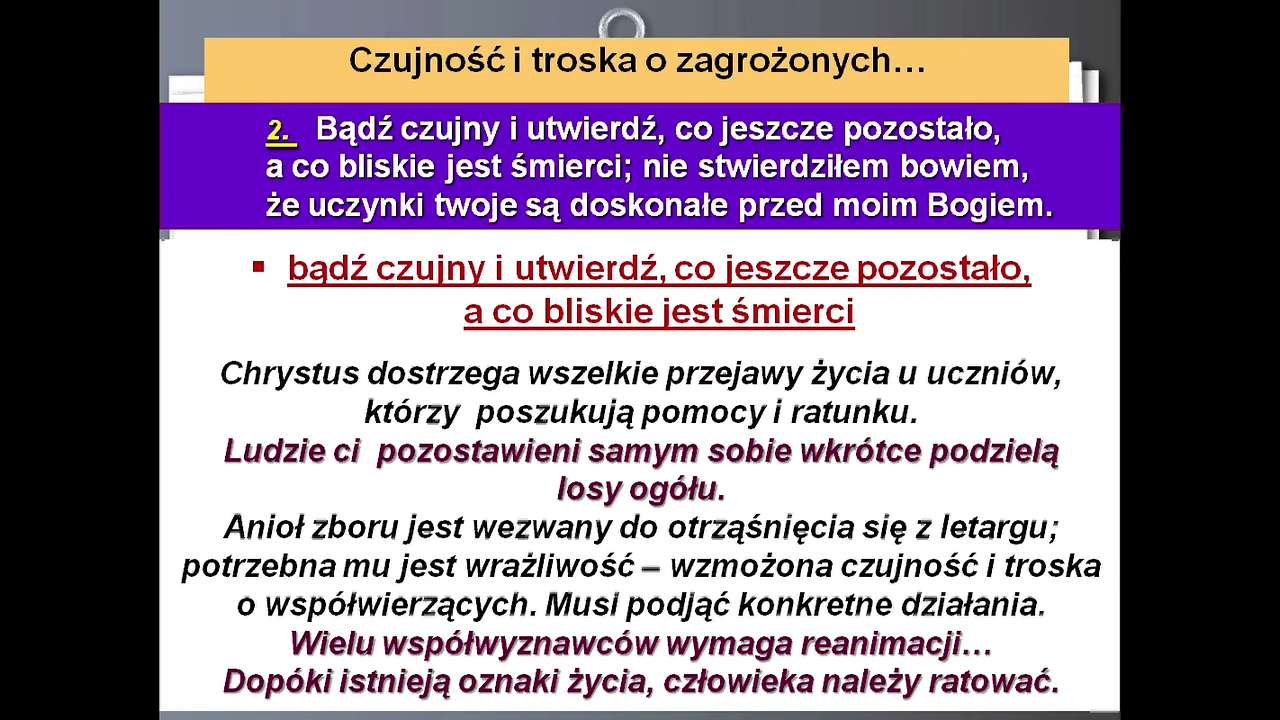 Czujność i troska o zagrożonych...
2. Bądź czujny i utwierdź, co jeszcze pozostało,
a co bliskie jest śmierci; nie stwierdziłem bowiem,
że uczynki twoje są doskonałe przed moim Bogiem.
▪ bądź czujny i utwierdź, co jeszcze pozostało,
a co bliskie jest śmierci
Chrystus dostrzega wszelkie przejawy życia u uczniów,
którzy poszukują pomocy i ratunku.
Ludzie ci pozostawieni samym sobie wkrótce podzielą
losy ogółu.
Anioł zboru jest wezwany do otrząśnięcia się z letargu;
potrzebna mu jest wrażliwość – wzmożona czujność i troska
o współwierzących. Musi podjąć konkretne działania.
Wielu współwyznawców wymaga reanimacji...
Dopóki istnieją oznaki życia, człowieka należy ratować.